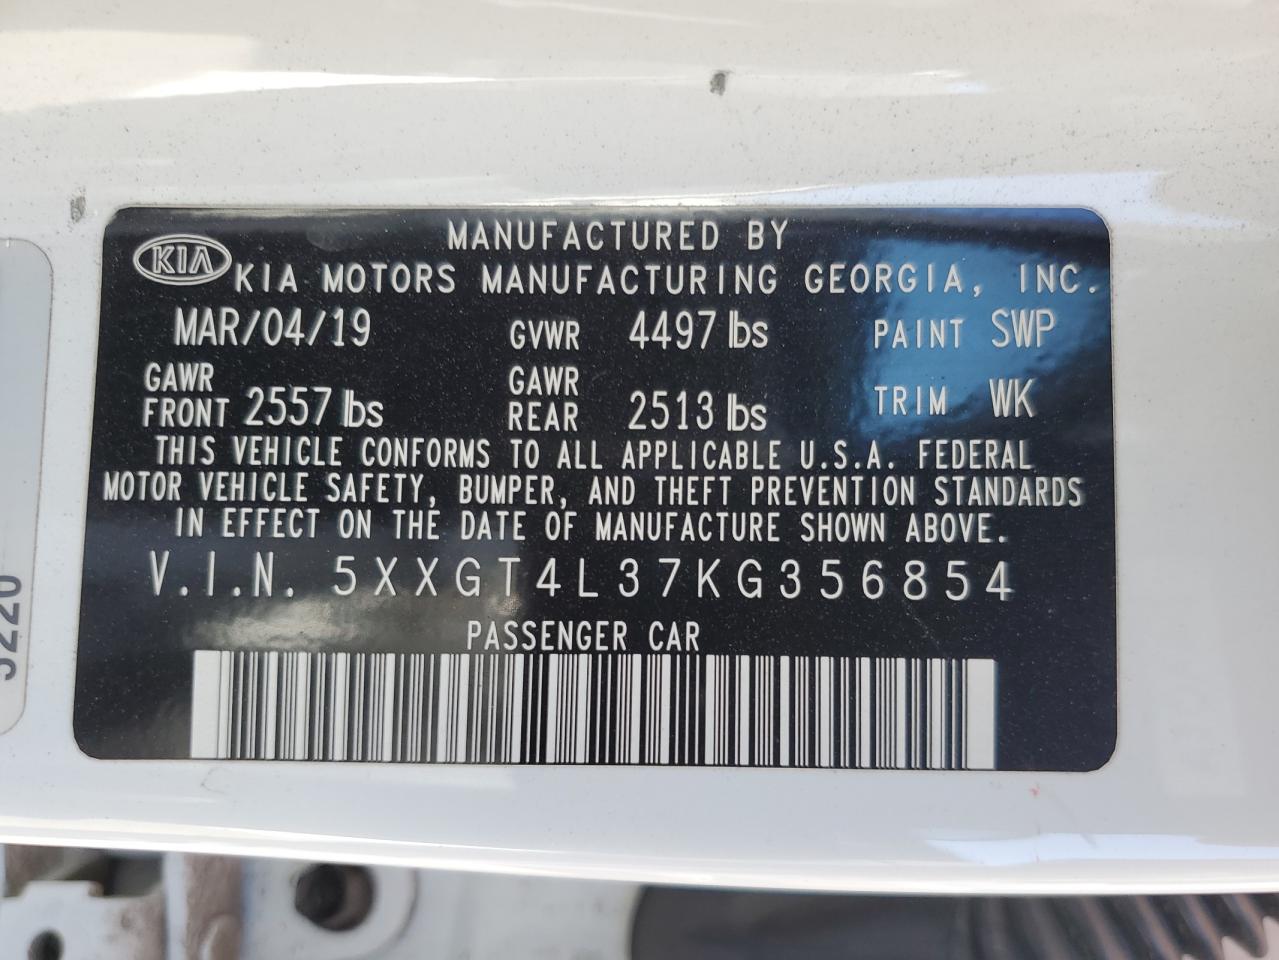 MANUFACTURED BY
KIA KIA MOTORS MANUFACTURING GEORGIA, INC.
MAR/04/19 GVWR 4497 lbs PAINT SWP
GAWR FRONT 2557 lbs GAWR REAR 2513 lbs TRIM WK
THIS VEHICLE CONFORMS TO ALL APPLICABLE U.S.A. FEDERAL
MOTOR VEHICLE SAFETY, BUMPER, AND THEFT PREVENTION STANDARDS
IN EFFECT ON THE DATE OF MANUFACTURE SHOWN ABOVE.
V.I.N. 5XXGT4L37KG356854
PASSENGER CAR